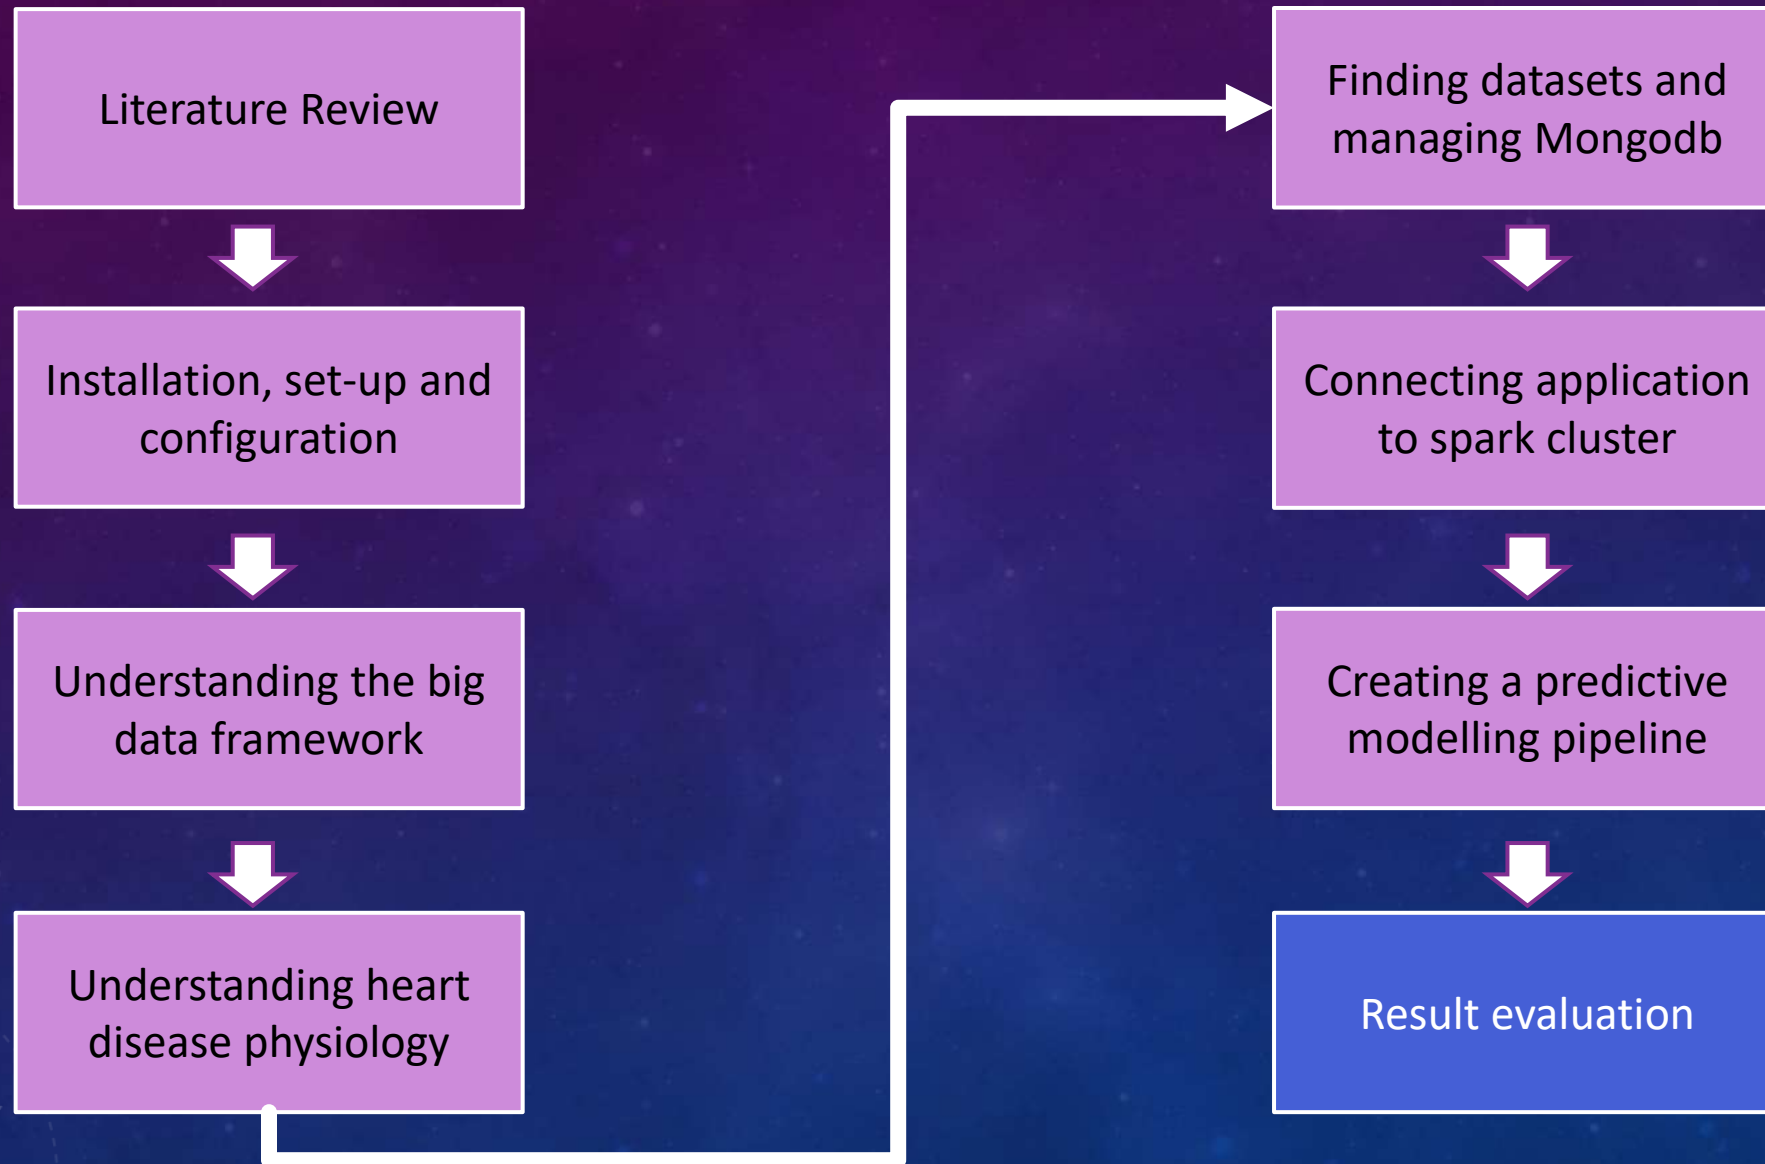 Literature Review
Installation, set-up and
configuration
Understanding the big
data framework
Understanding heart
disease physiology
Finding datasets and
managing Mongodb
Connecting application
to spark cluster
Creating a predictive
modelling pipeline
Result evaluation